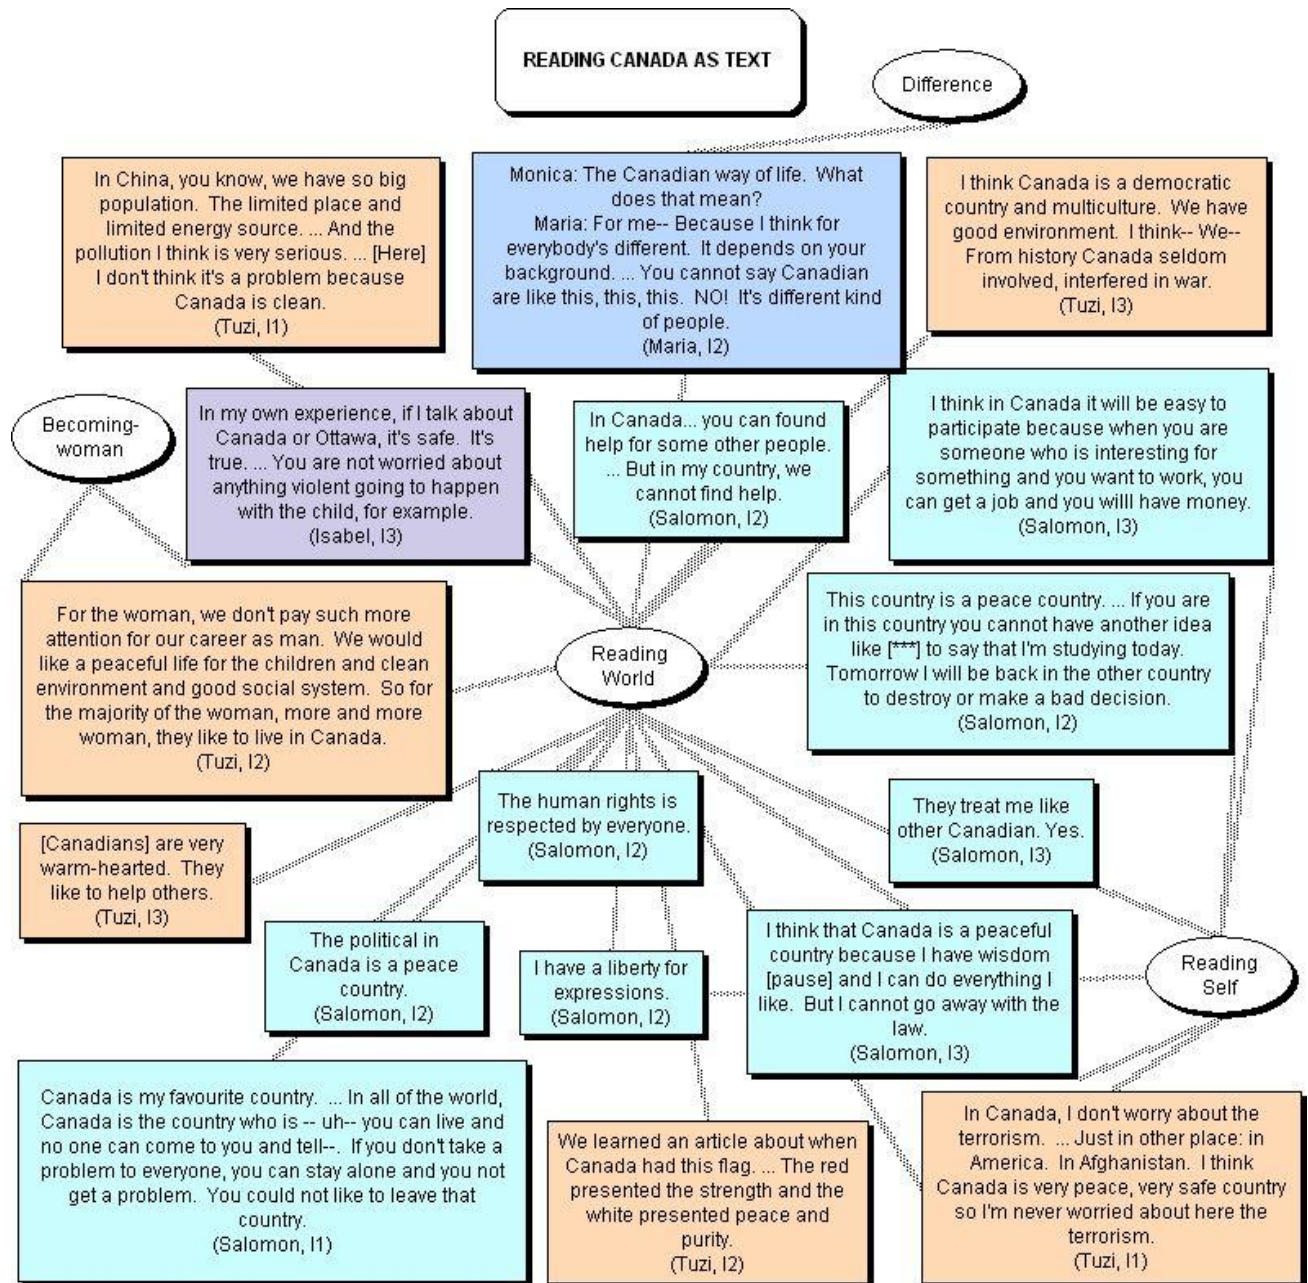 READING CANADA AS TEXT
Difference
In China, you know, we have so big
population. The limited place and
limited energy source. ... And the
pollution I think is very serious. ... [Here]
I don't think it's a problem because
Canada is clean.
(Tuzi, I1)
Monica: The Canadian way of life. What
does that mean?
Maria: For me-- Because I think for
everybody's different. It depends on your
background. ... You cannot say Canadian
are like this, this, this. NO! It's different kind
of people.
(Maria, I2)
I think Canada is a democratic
country and multiculture. We have
good environment. I think-- We--
From history Canada seldom
involved, interfered in war.
(Tuzi, I3)
Becoming-
woman
In my own experience, if I talk about
Canada or Ottawa, it's safe. It's
true. ... You are not worried about
anything violent going to happen
with the child, for example.
(Isabel, I3)
In Canada... you can found
help for some other people.
... But in my country, we
cannot find help.
(Salomon, I2)
I think in Canada it will be easy to
participate because when you are
someone who is interesting for
something and you want to work, you
can get a job and you willl have money.
(Salomon, I3)
For the woman, we don't pay such more
attention for our career as man. We would
like a peaceful life for the children and clean
environment and good social system. So for
the majority of the woman, more and more
woman, they like to live in Canada.
(Tuzi, I2)
Reading
World
This country is a peace country. ... If you are
in this country you cannot have another idea
like [***] to say that I'm studying today.
Tomorrow I will be back in the other country
to destroy or make a bad decision.
(Salomon, I2)
[Canadians] are very
warm-hearted. They
like to help others.
(Tuzi, I3)
The human rights is
respected by everyone.
(Salomon, I2)
They treat me like
other Canadian. Yes.
(Salomon, I3)
The political in
Canada is a peace
country.
(Salomon, I2)
I have a liberty for
expressions.
(Salomon, I2)
I think that Canada is a peaceful
country because I have wisdom
[pause] and I can do everything I
like. But I cannot go away with the
law.
(Salomon, I3)
Reading
Self
Canada is my favourite country. ... In all of the world,
Canada is the country who is -- uh-- you can live and
no one can come to you and tell--. If you don't take a
problem to everyone, you can stay alone and you not
get a problem. You could not like to leave that
country.
(Salomon, I1)
We learned an article about when
Canada had this flag. ... The red
presented the strength and the
white presented peace and
purity.
(Tuzi, I2)
In Canada, I don't worry about the
terrorism. ... Just in other place: in
America. In Afghanistan. I think
Canada is very peace, very safe country
so I'm never worried about here the
terrorism.
(Tuzi, I1)